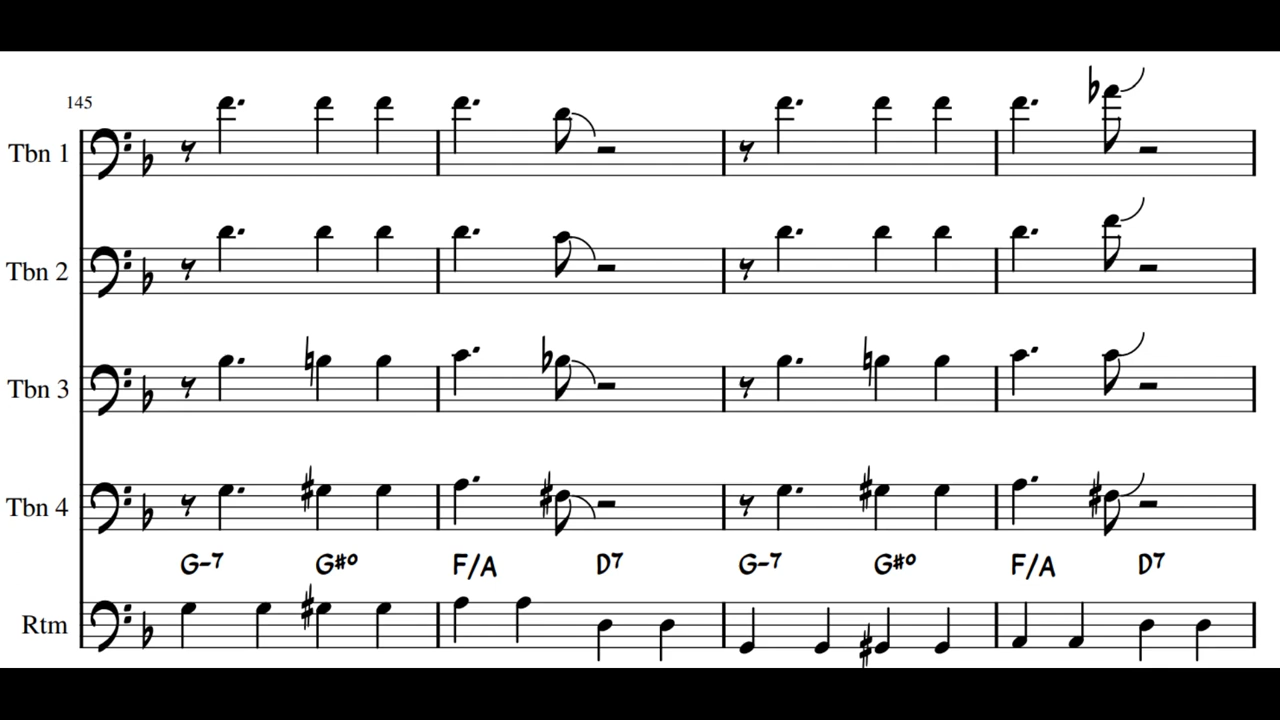 145
Tbn 1
Tbn 2
Tbn 3
Tbn 4
G-7 G#o F/A D7 G-7 G#o F/A D7
Rtm